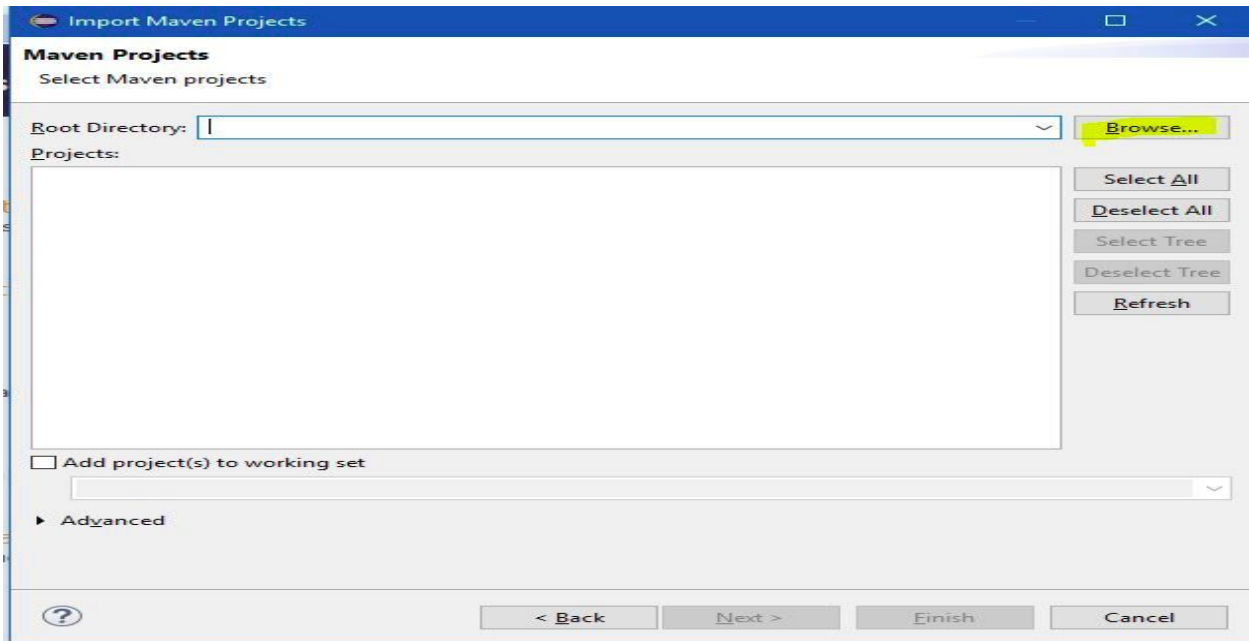 Import Maven Projects
Maven Projects
Select Maven projects
Root Directory:
Browse...
Projects:
Select All
Deselect All
Select Tree
Deselect Tree
Refresh
Add project(s) to working set
Advanced
? < Back Next > Finish Cancel